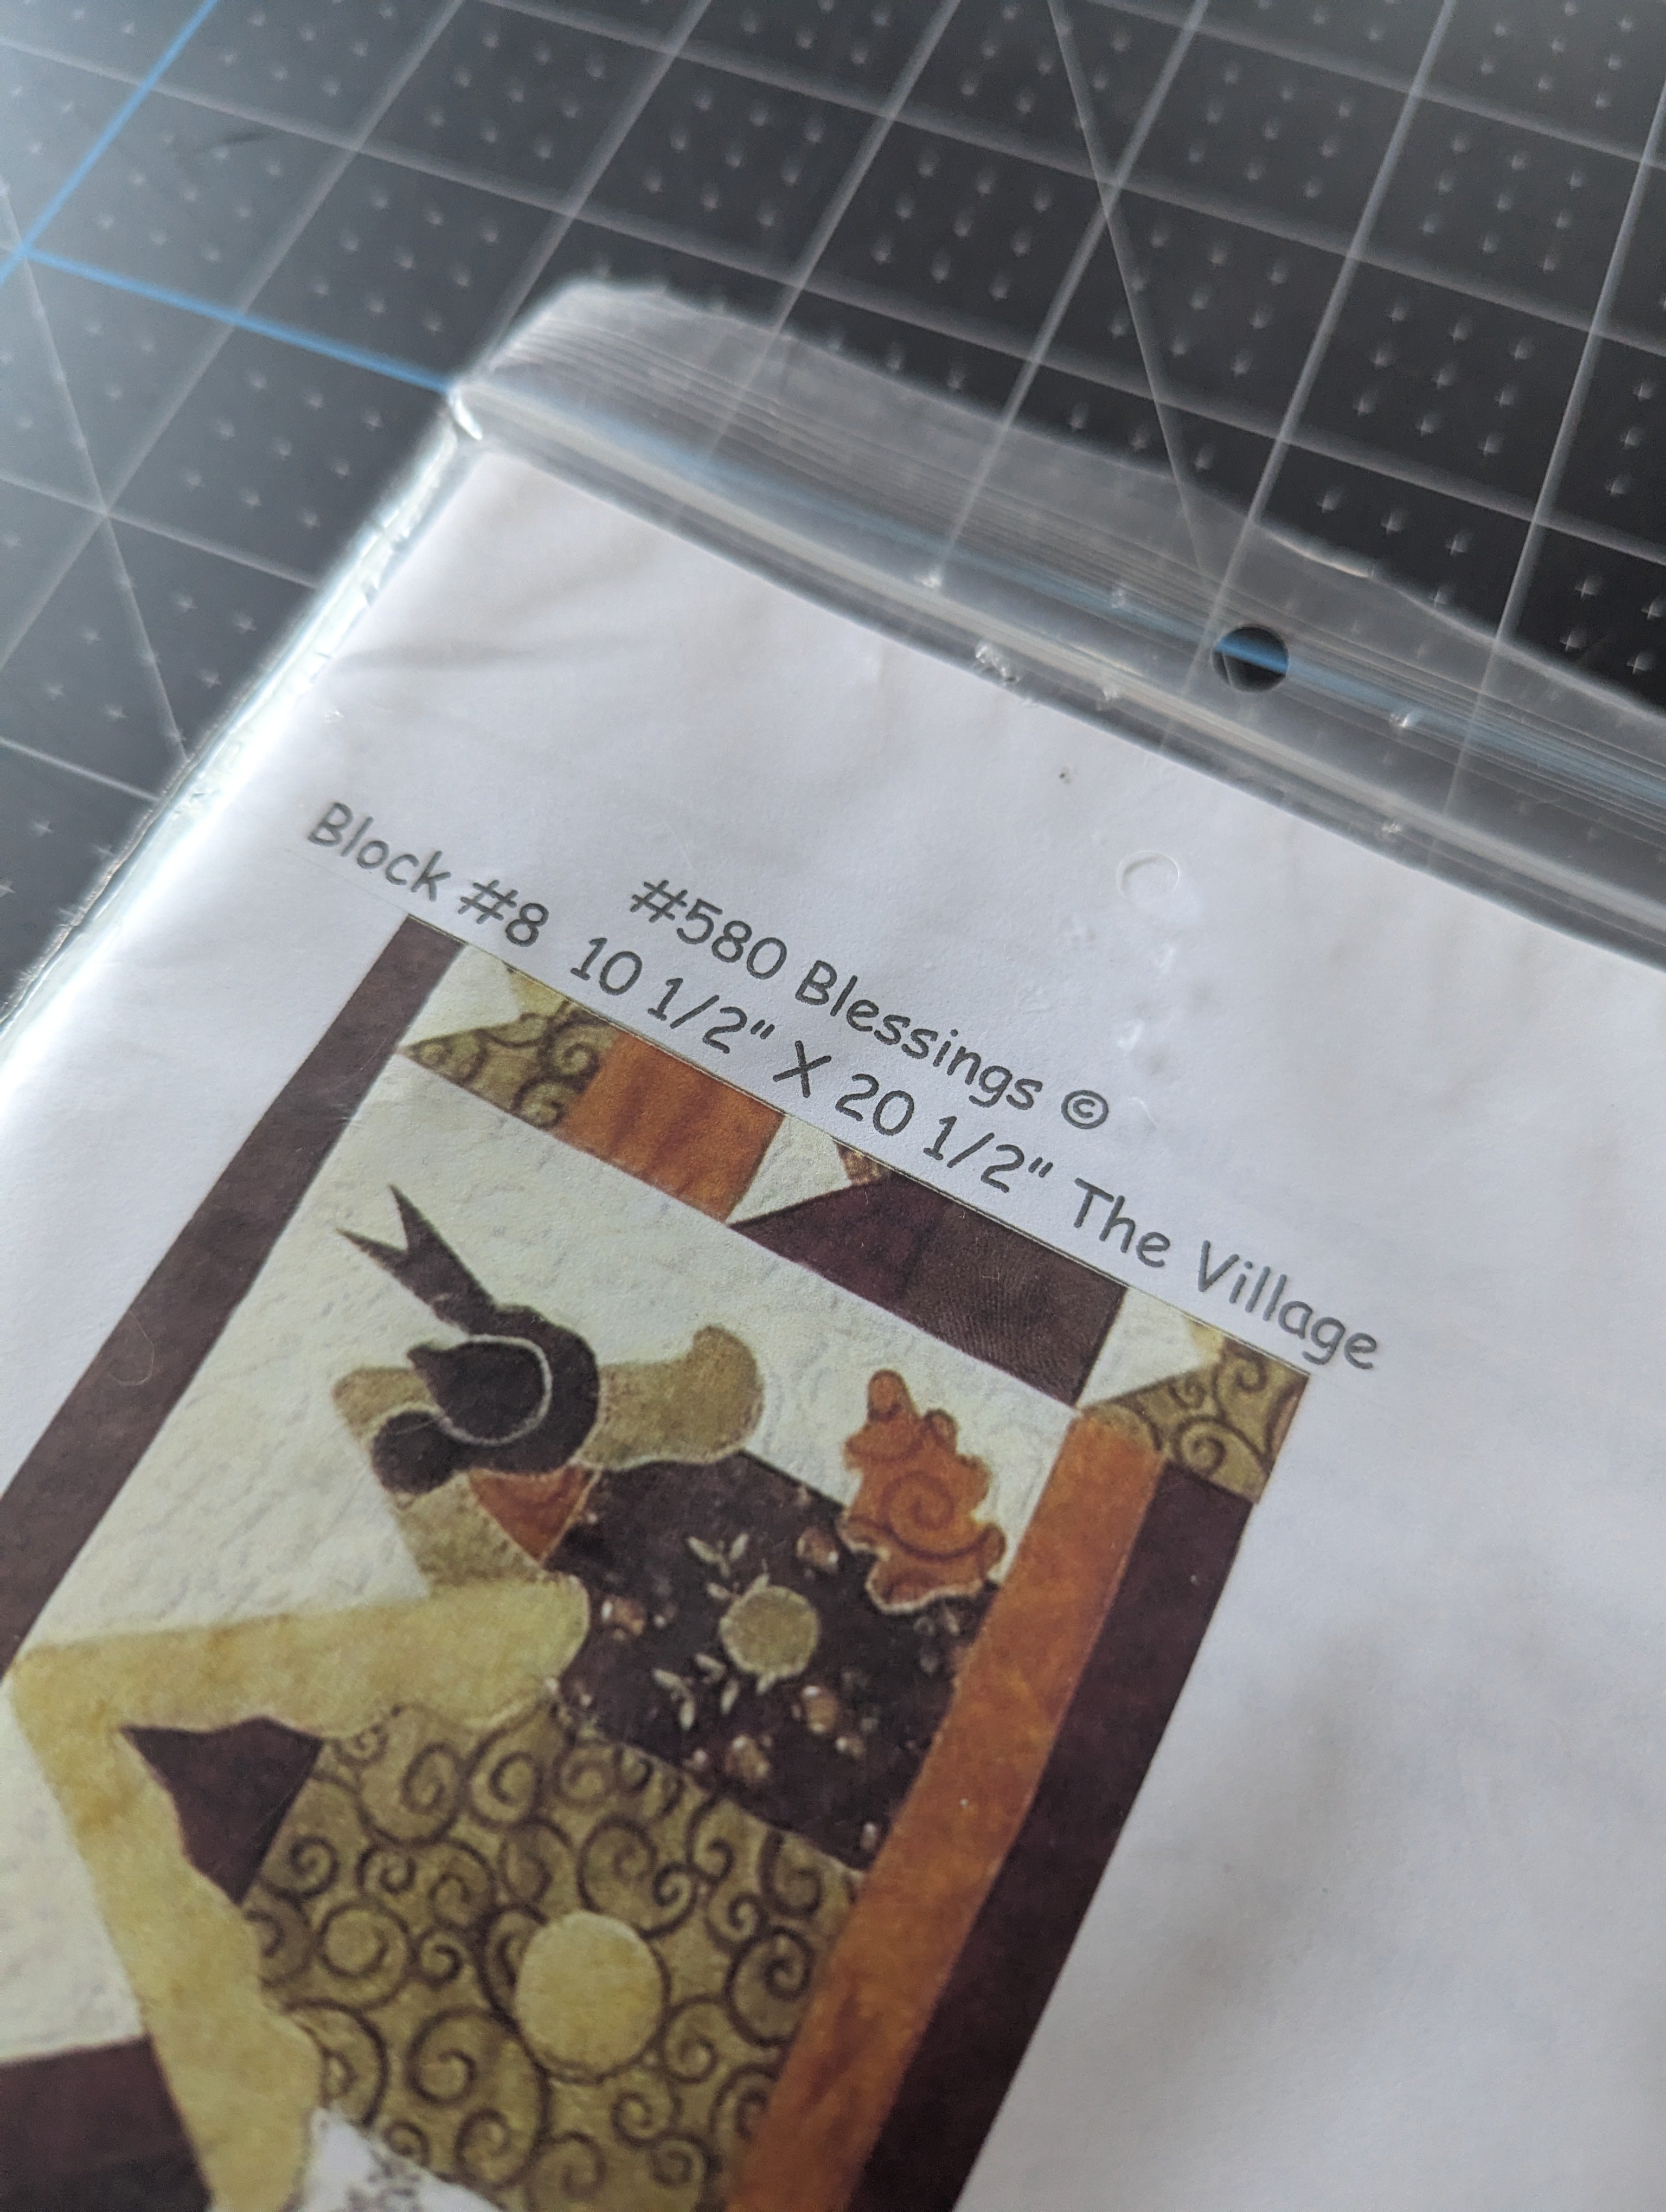 #580 Blessings ©
Block #8 10 1/2" X 20 1/2" The Village